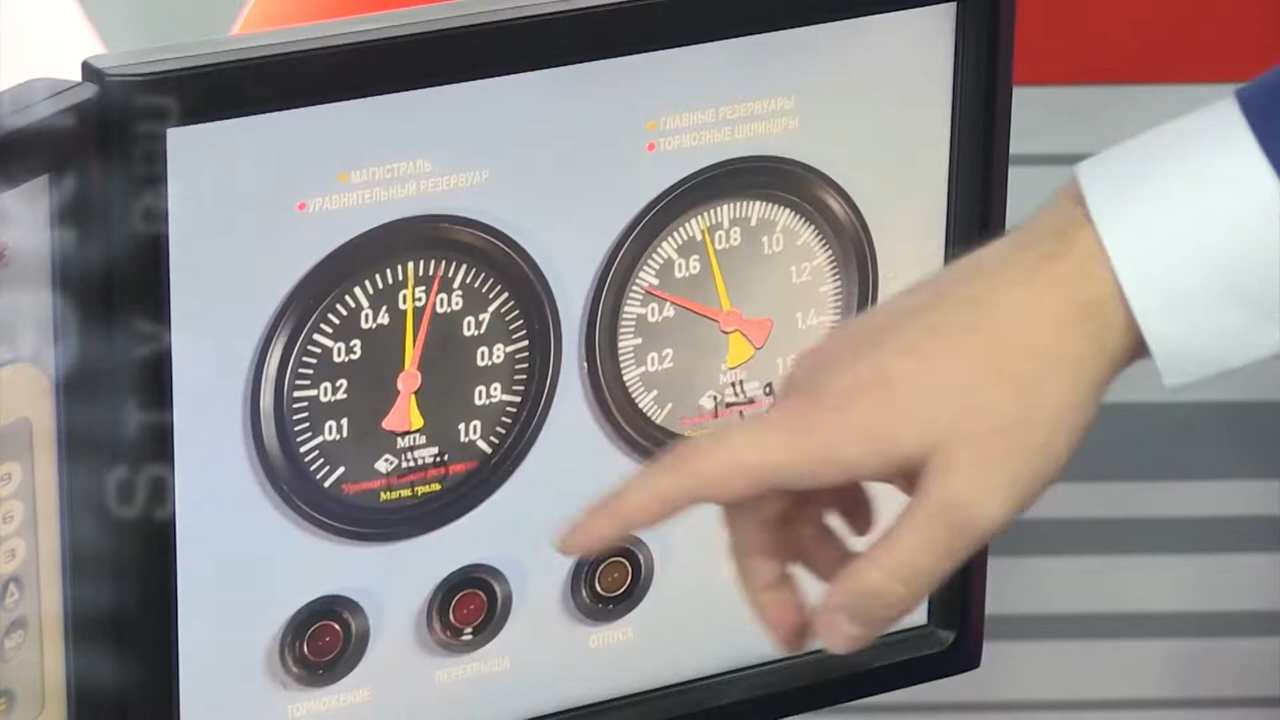 ГЛАВНЫЕ РЕЗЕРВУАРЫ
ТОРМОЗНЫЕ ЦИЛИНДРЫ
МАГИСТРАЛЬ
УРАВНИТЕЛЬНЫЙ РЕЗЕРВУАР
0,1
0,2
0,3
0,4
0,5
0,6
0,7
0,8
0,9
1,0
МПа
Магистраль
0,2
0,4
0,6
0,8
1,0
1,2
1,4
МПа
ТОРМОЖЕНИЕ
ПЕРЕКРЫША
ОТПУСК
9
6
3